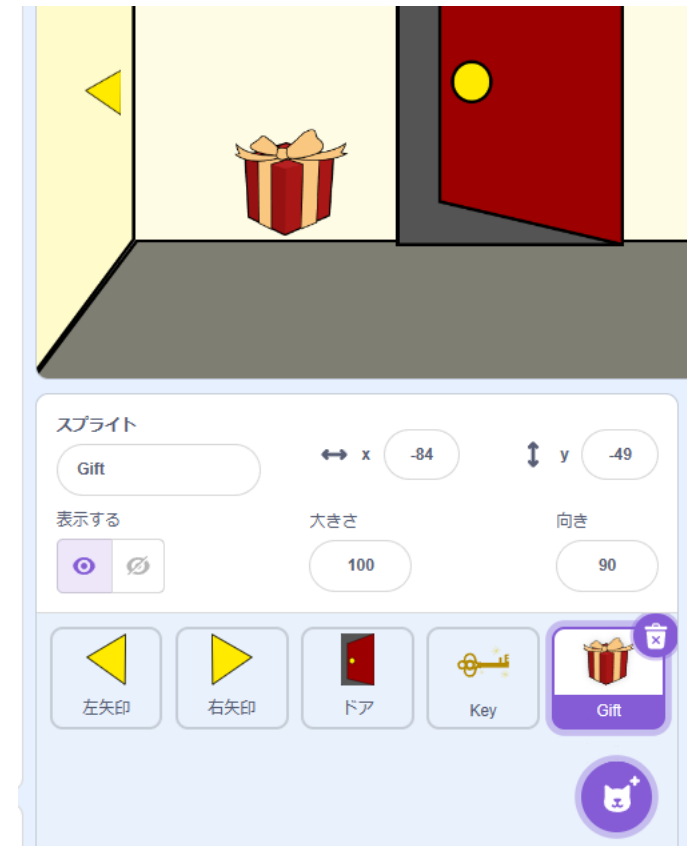 スプライト
Gift
x -84
y -49
表示する
大きさ
向き
100
90
左矢印
右矢印
ドア
Key
Gift